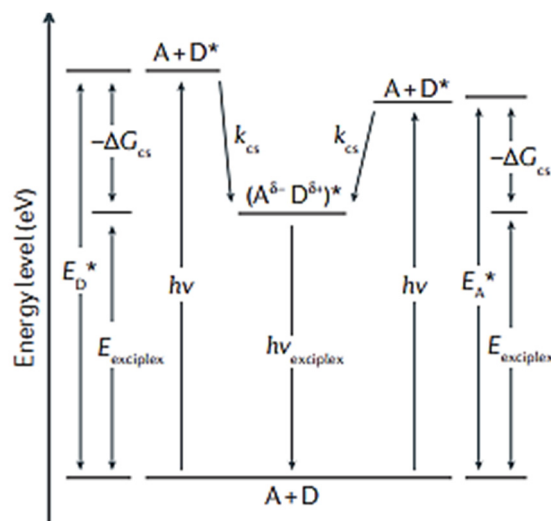 Energy level (eV)
A + D*
A + D*
−ΔG_cs
k_cs
k_cs
−ΔG_cs
(A^δ− D^δ+)*
E_D*
hν
hν
E_A*
E_exciplex
hν_exciplex
E_exciplex
A + D